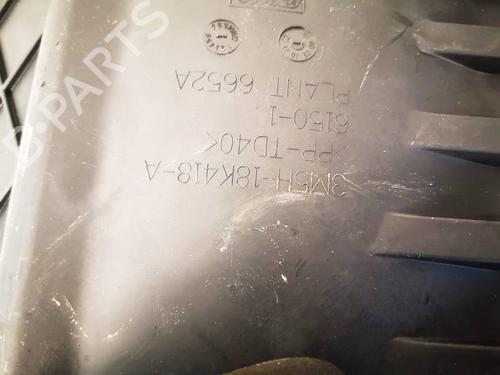 3M5H-18K418-A
>PP-TD40<
6150-1
PLANT 6652A
B-PARTS